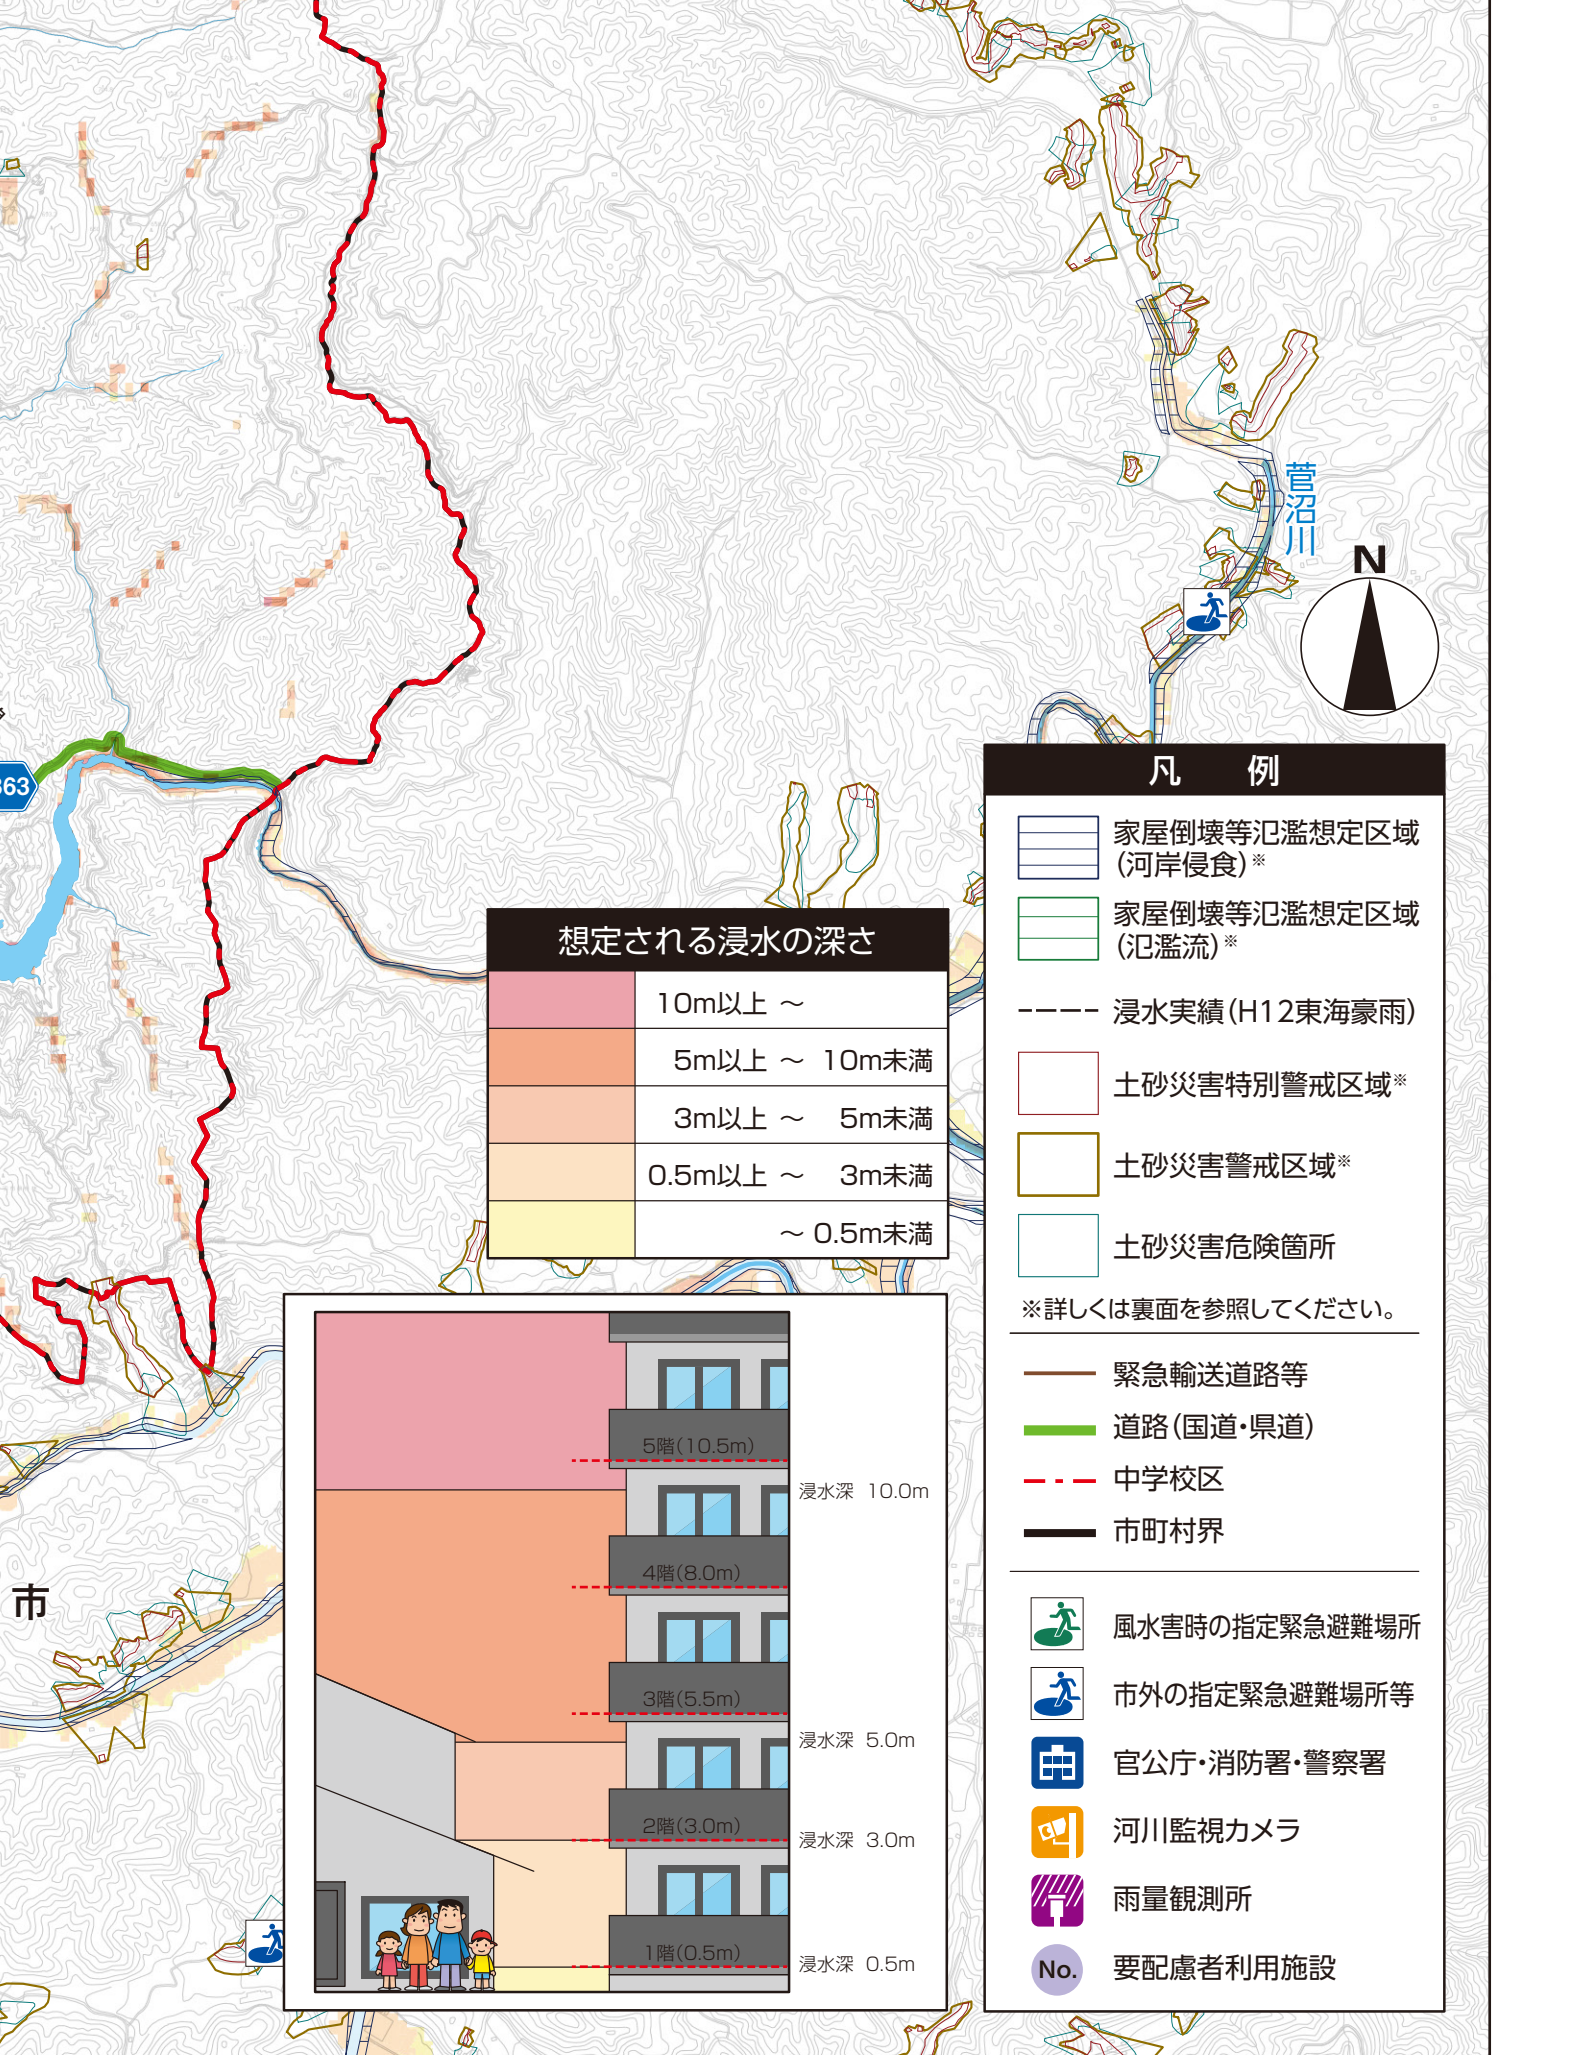 菅沼川
N
363
市
想定される浸水の深さ
10m以上 ～
5m以上 ～ 10m未満
3m以上 ～ 5m未満
0.5m以上 ～ 3m未満
～ 0.5m未満
5階(10.5m)
浸水深 10.0m
4階(8.0m)
3階(5.5m)
浸水深 5.0m
2階(3.0m)
浸水深 3.0m
1階(0.5m)
浸水深 0.5m
凡 例
家屋倒壊等氾濫想定区域
(河岸侵食)※
家屋倒壊等氾濫想定区域
(氾濫流)※
浸水実績(H12東海豪雨)
土砂災害特別警戒区域※
土砂災害警戒区域※
土砂災害危険箇所
※詳しくは裏面を参照してください。
緊急輸送道路等
道路(国道・県道)
中学校区
市町村界
風水害時の指定緊急避難場所
市外の指定緊急避難場所等
官公庁・消防署・警察署
河川監視カメラ
雨量観測所
No.
要配慮者利用施設